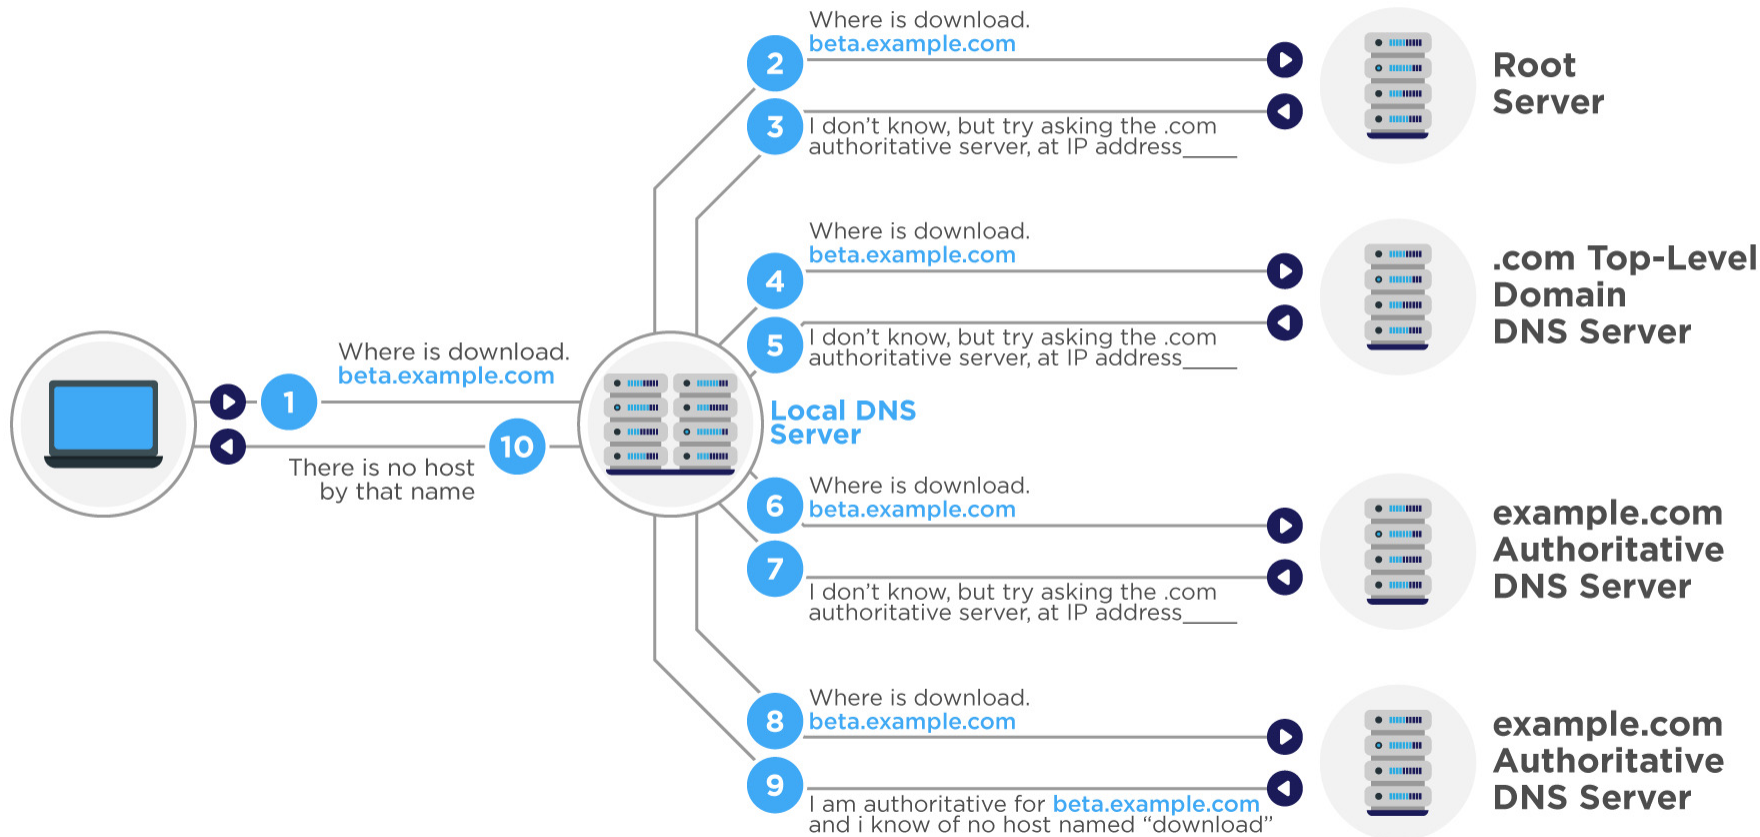 Where is download.
beta.example.com
2
3
I don't know, but try asking the .com
authoritative server, at IP address_____
Root
Server
Where is download.
beta.example.com
4
5
I don't know, but try asking the .com
authoritative server, at IP address_____
.com Top-Level
Domain
DNS Server
Where is download.
beta.example.com
1
10
There is no host
by that name
Local DNS
Server
Where is download.
beta.example.com
6
7
I don't know, but try asking the .com
authoritative server, at IP address_____
example.com
Authoritative
DNS Server
Where is download.
beta.example.com
8
9
I am authoritative for beta.example.com
and i know of no host named “download”
example.com
Authoritative
DNS Server